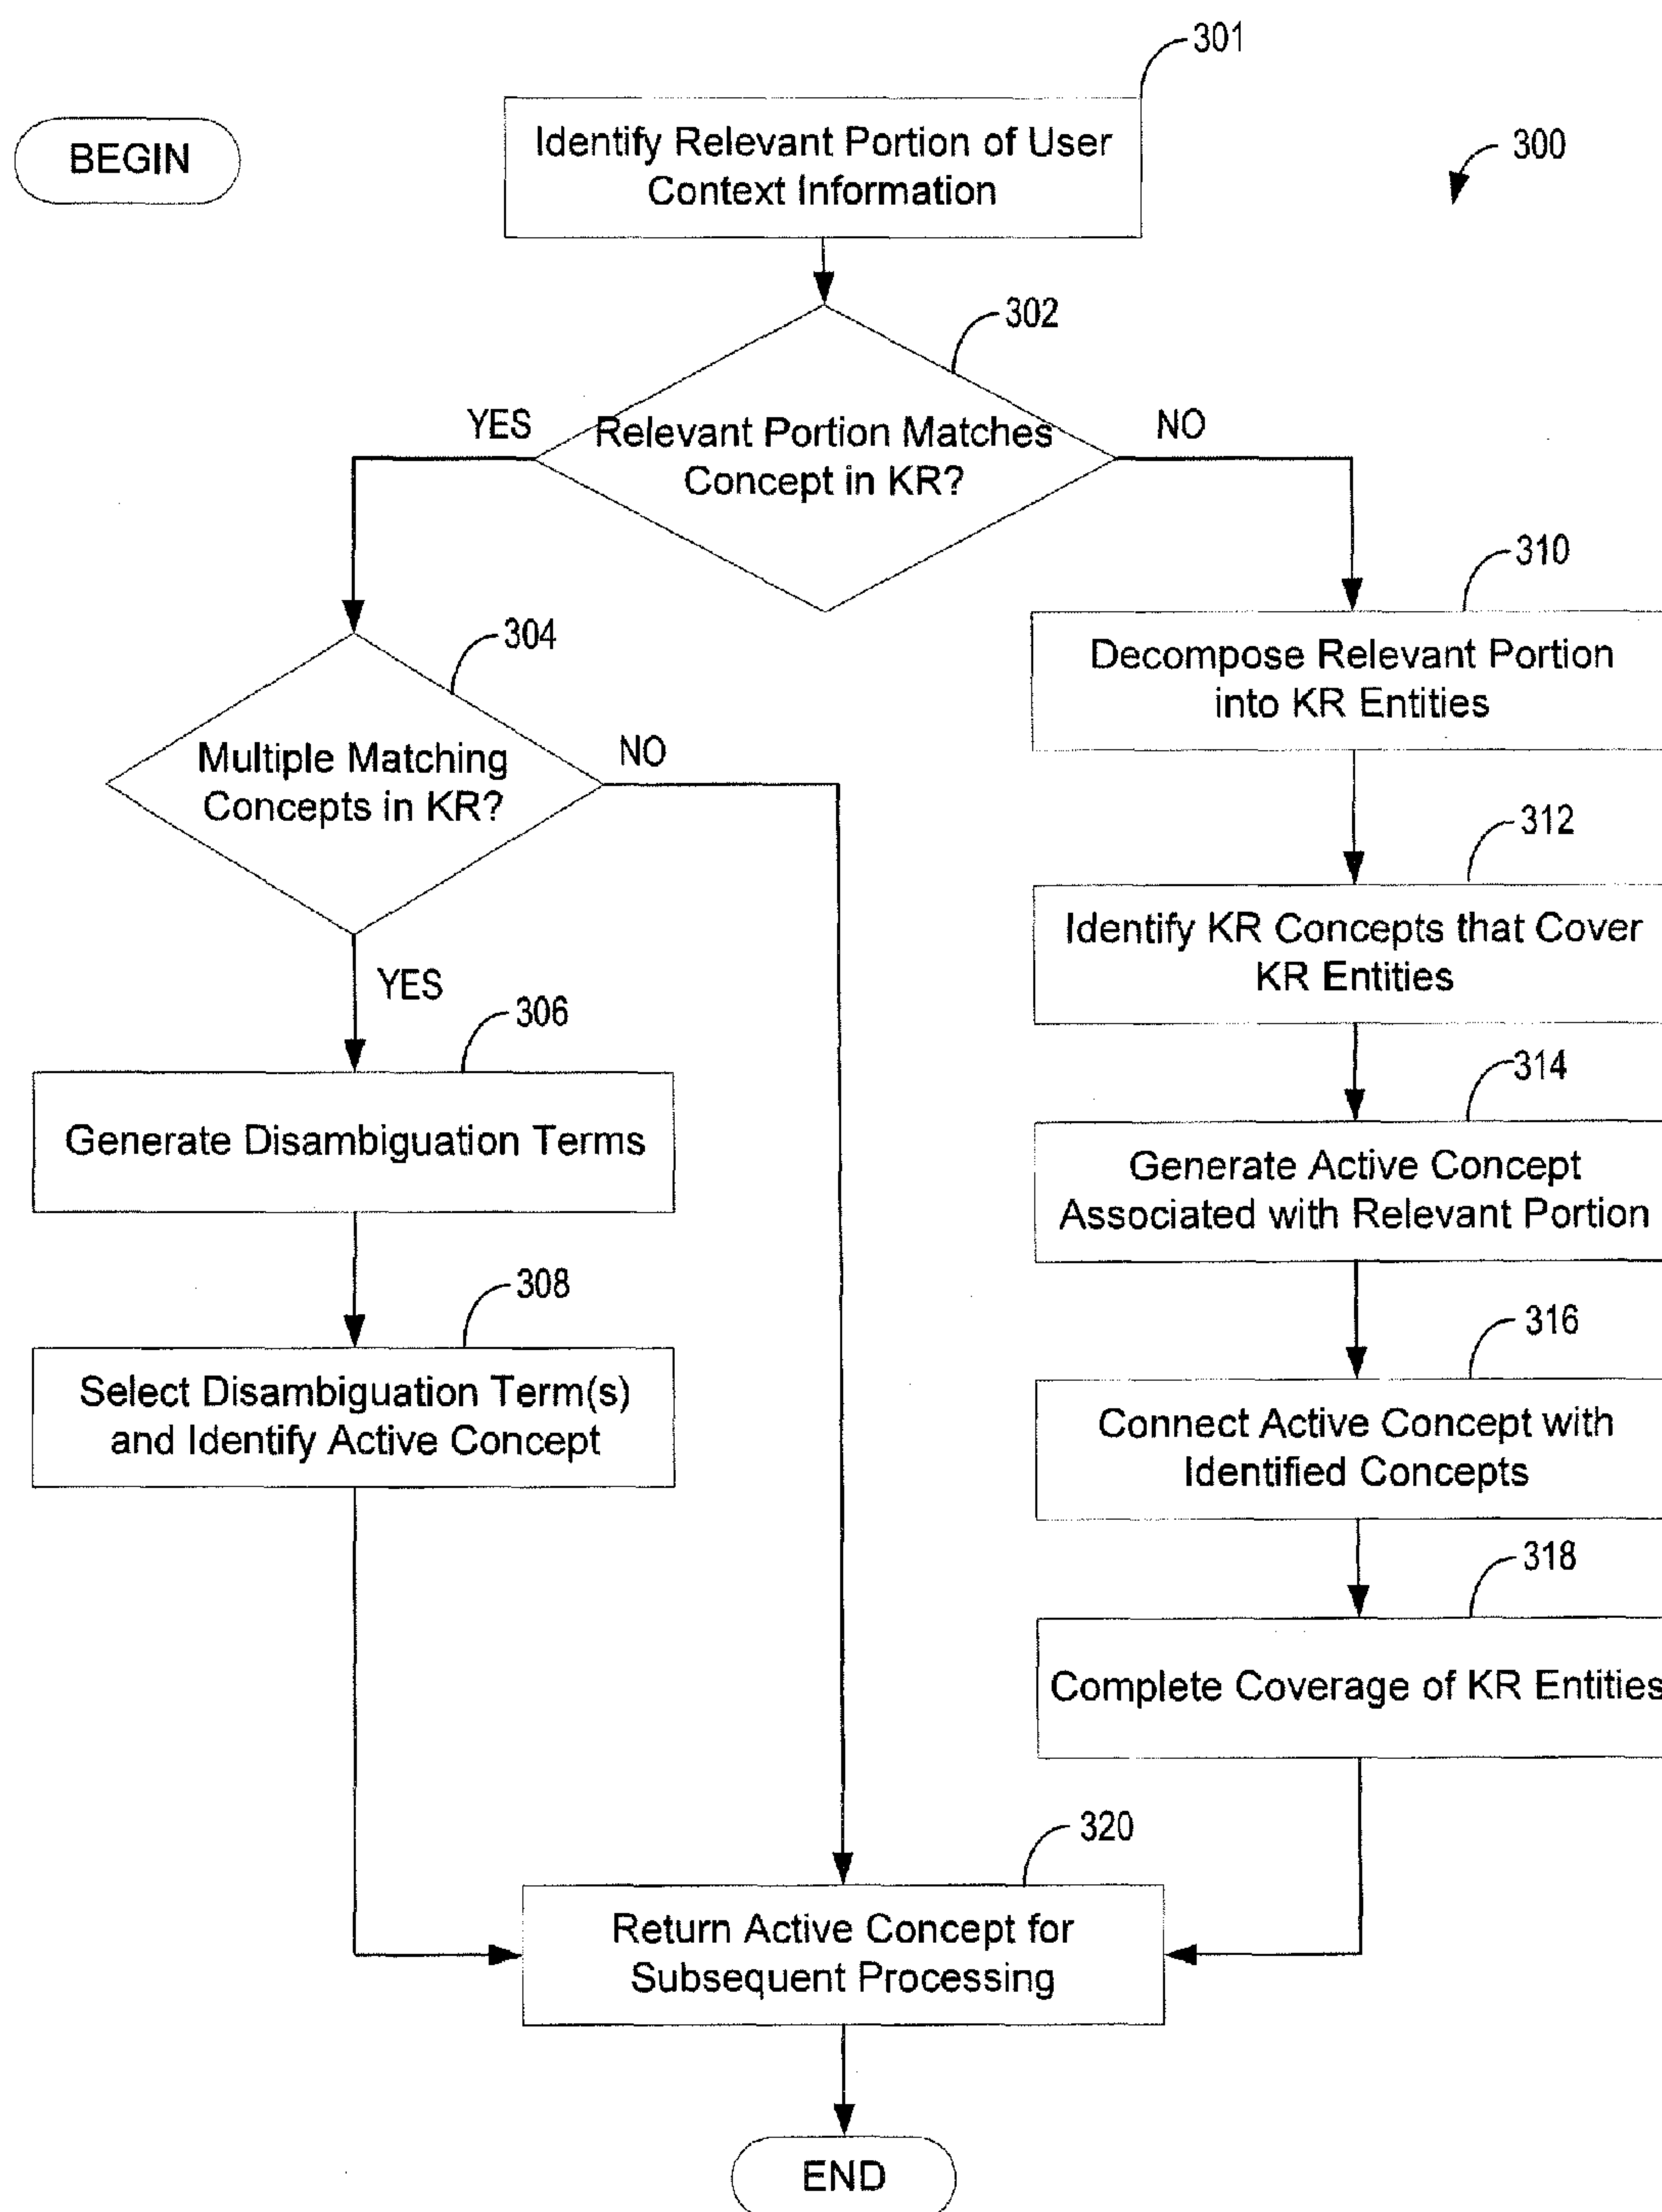 301
BEGIN
Identify Relevant Portion of User
Context Information
300
302
YES
Relevant Portion Matches
Concept in KR?
NO
310
304
Decompose Relevant Portion
into KR Entities
Multiple Matching
Concepts in KR?
NO
312
Identify KR Concepts that Cover
KR Entities
YES
306
314
Generate Disambiguation Terms
Generate Active Concept
Associated with Relevant Portion
308
316
Select Disambiguation Term(s)
and Identify Active Concept
Connect Active Concept with
Identified Concepts
318
Complete Coverage of KR Entities
320
Return Active Concept for
Subsequent Processing
END